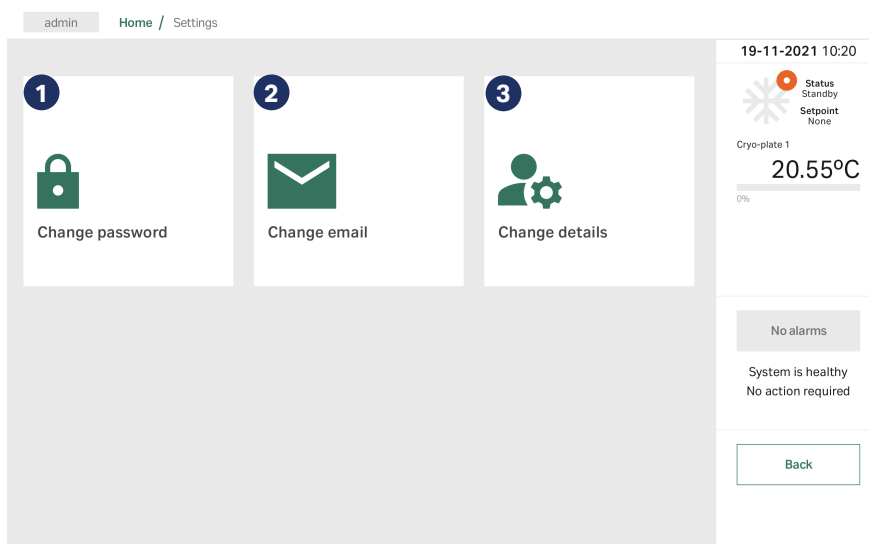 admin
Home / Settings
19-11-2021 10:20
1
2
3
Change password
Change email
Change details
Status
Standby
Setpoint
None
Cryo-plate 1
20.55ºC
0%
No alarms
System is healthy
No action required
Back